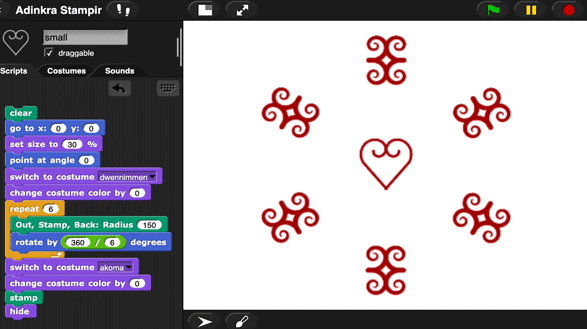 Adinkra Stampir
small
draggable
Scripts Costumes Sounds
clear
go to x: 0 y: 0
set size to 30 %
point at angle 0
switch to costume dwennimmen
change costume color by 0
repeat 6
Out, Stamp, Back: Radius 150
rotate by 360 / 6 degrees
switch to costume akoma
change costume color by 0
stamp
hide